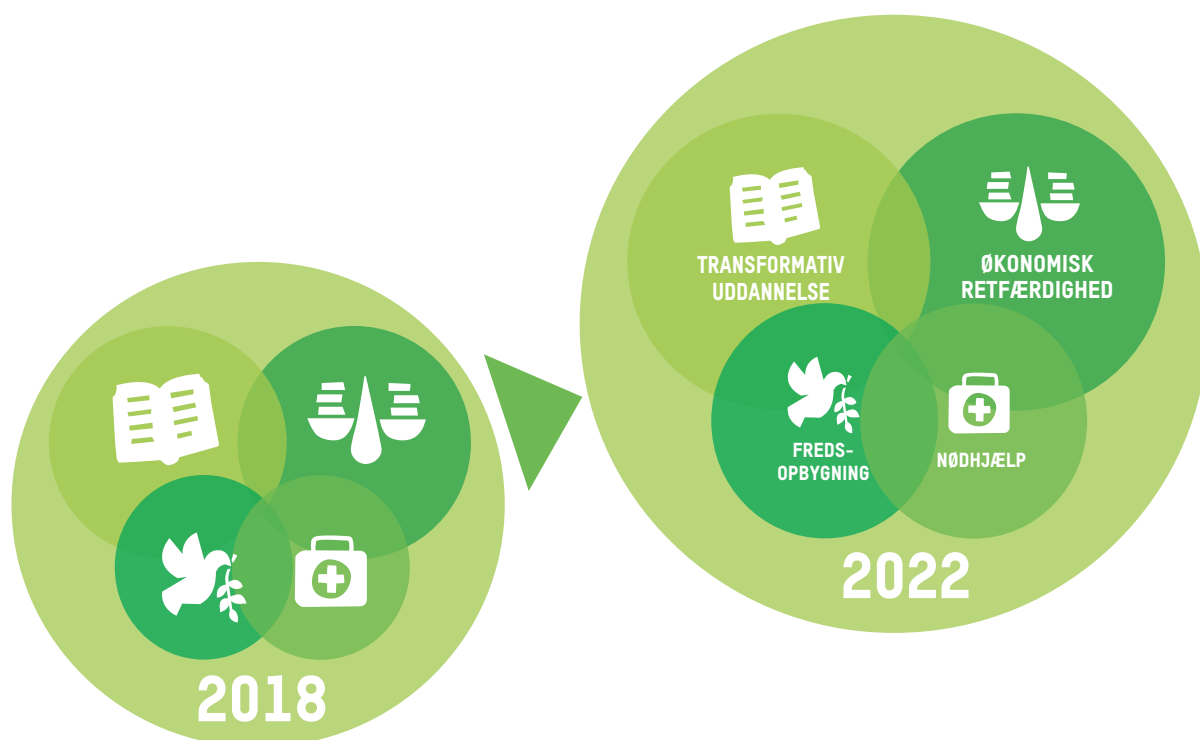 TRANSFORMATIV
UDDANNELSE
ØKONOMISK
RETFÆRDIGHED
FREDS-
OPBYGNING
NØDHJÆLP
2022
2018